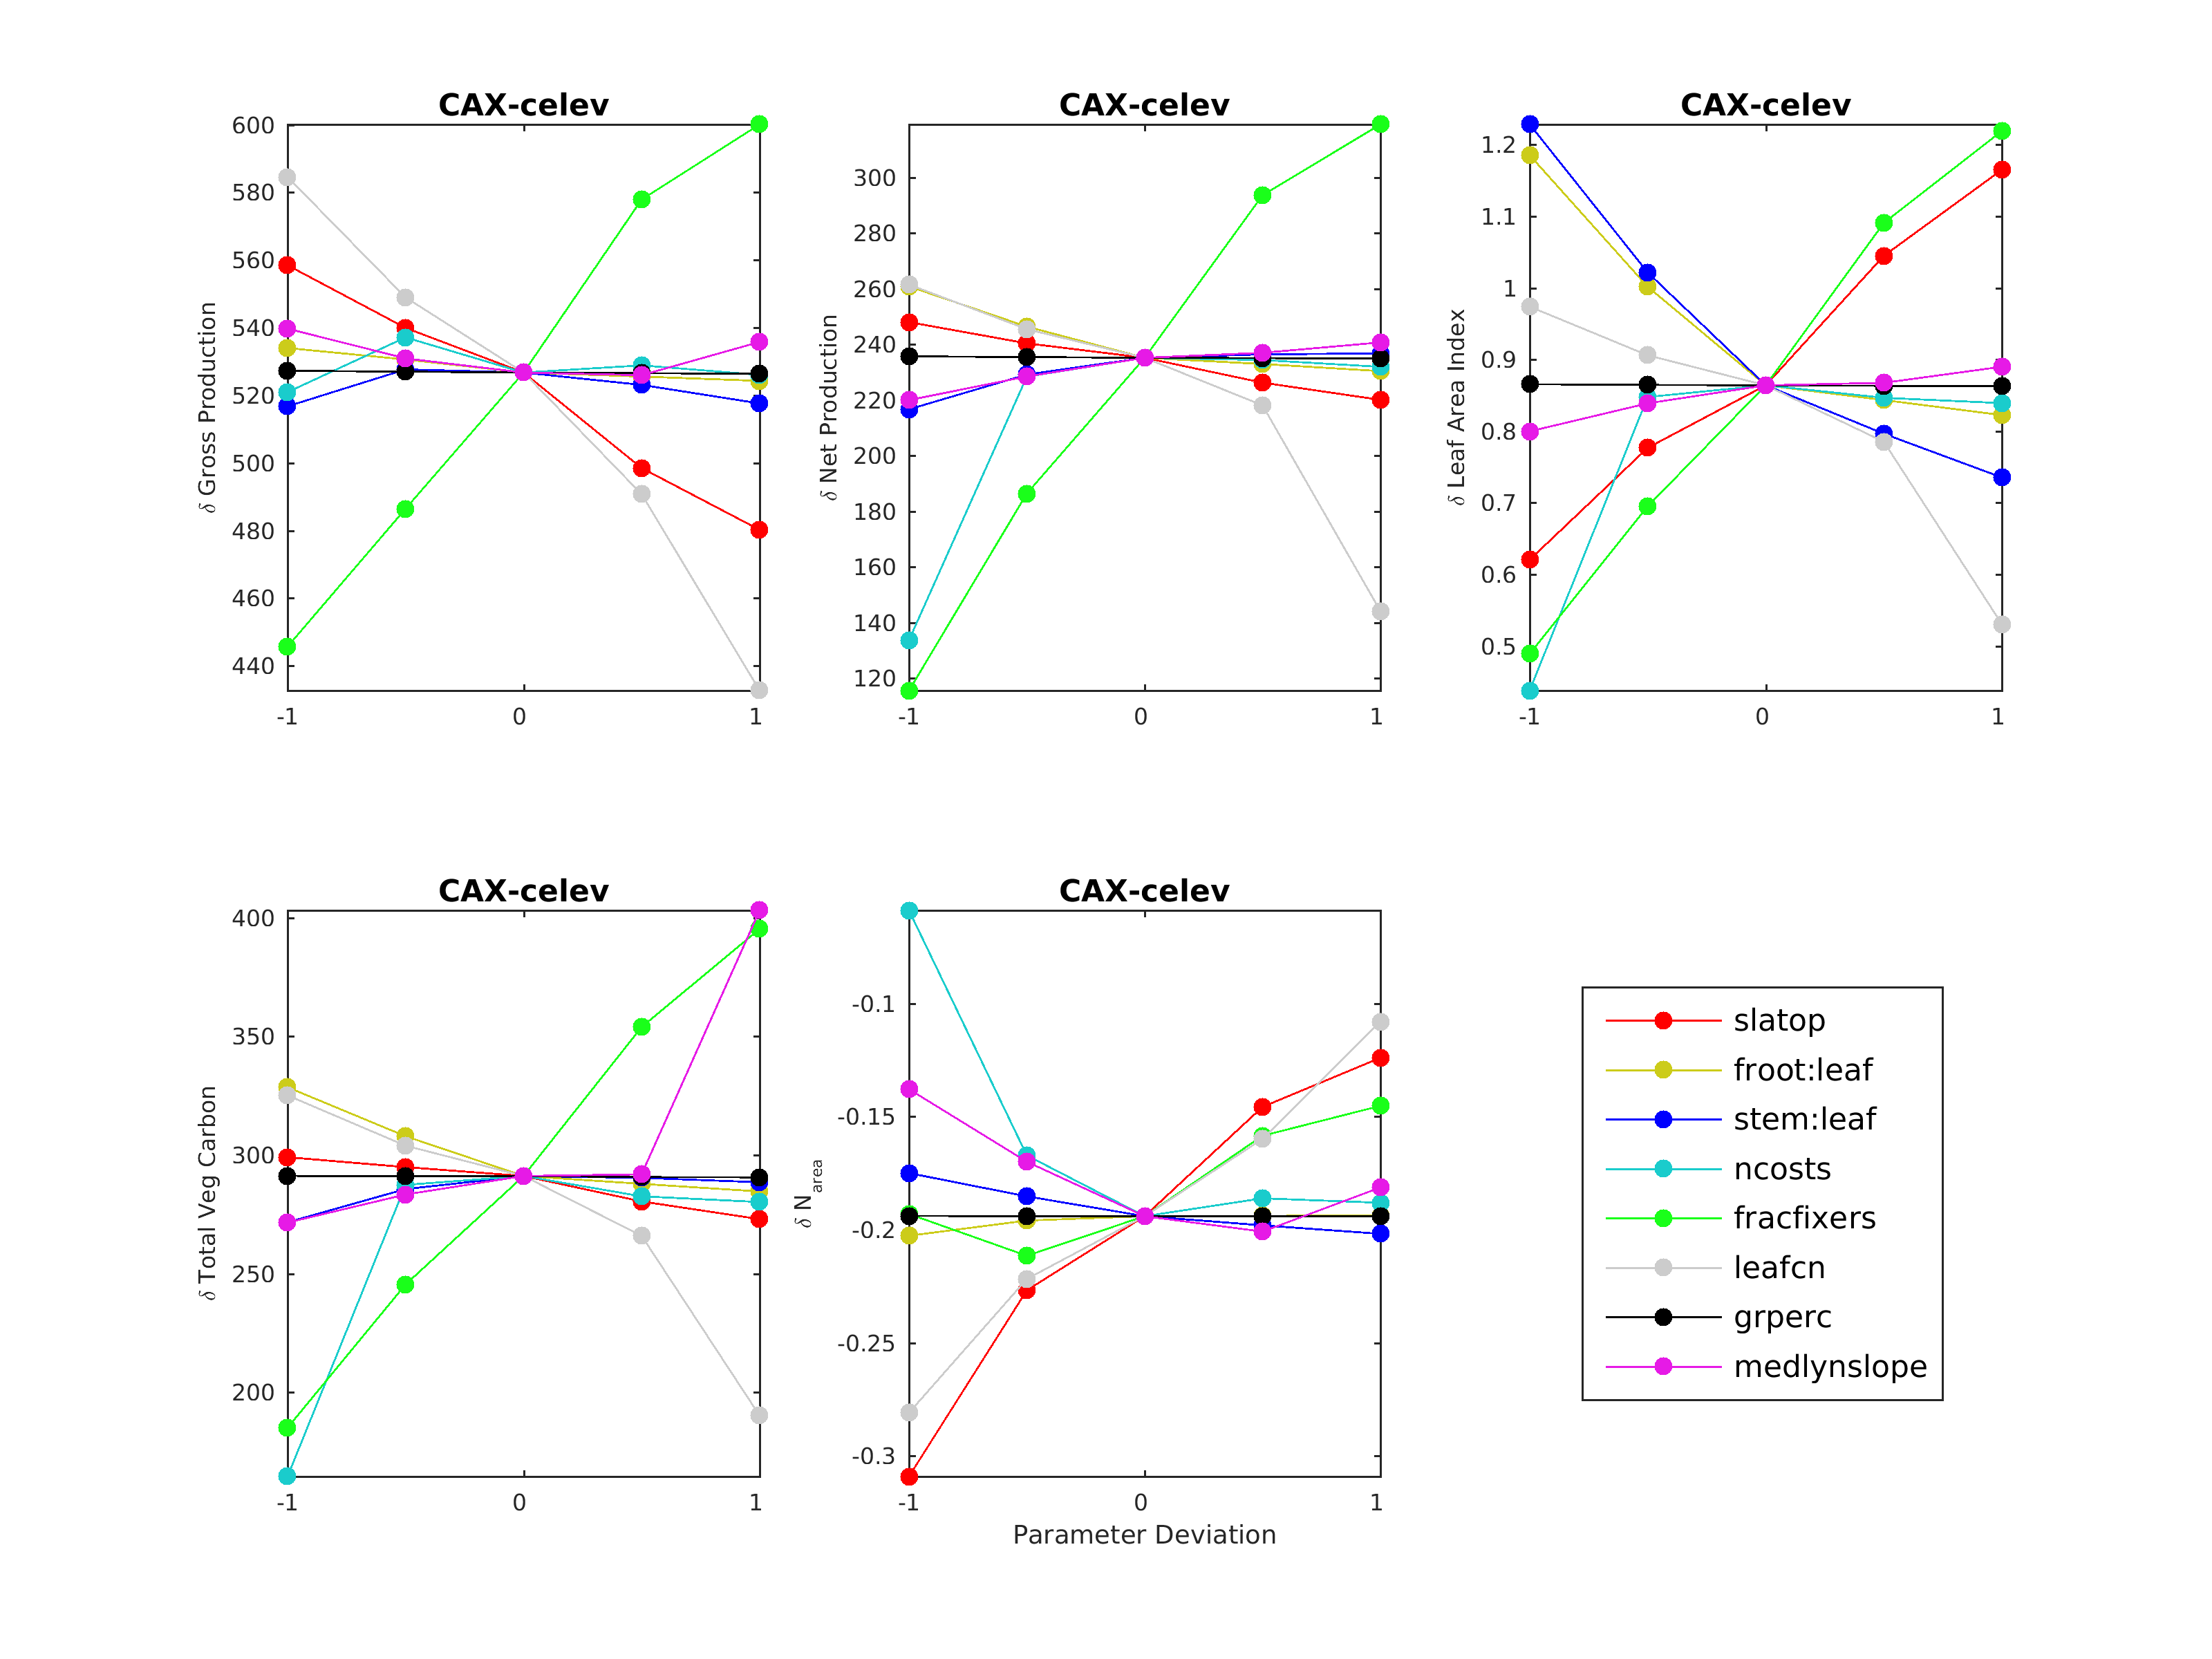 CAX-celev
CAX-celev
CAX-celev
600
580
560
540
520
500
480
460
440
δ Gross Production
-1 0 1
300
280
260
240
220
200
180
160
140
120
δ Net Production
-1 0 1
1.2
1.1
1
0.9
0.8
0.7
0.6
0.5
δ Leaf Area Index
-1 0 1
CAX-celev
CAX-celev
400
350
300
250
200
δ Total Veg Carbon
-1 0 1
-0.1
-0.15
-0.2
-0.25
-0.3
δ N area
-1 0 1
Parameter Deviation
slatop
froot:leaf
stem:leaf
ncosts
fracfixers
leafcn
grperc
medlynslope